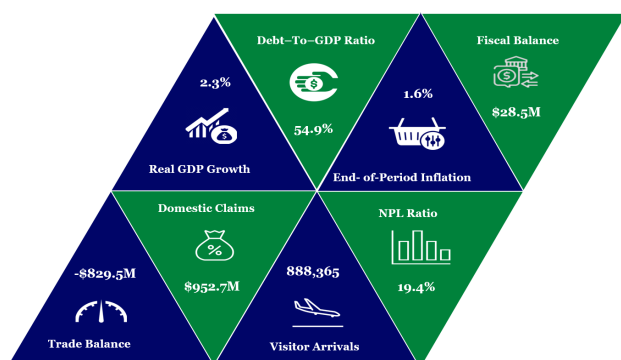 Debt–To–GDP Ratio
Fiscal Balance
2.3%
1.6%
$
$
$28.5M
54.9%
$
Real GDP Growth
End- of-Period Inflation
Domestic Claims
NPL Ratio
%
-$829.5M
888,365
$952.7M
19.4%
Trade Balance
Visitor Arrivals